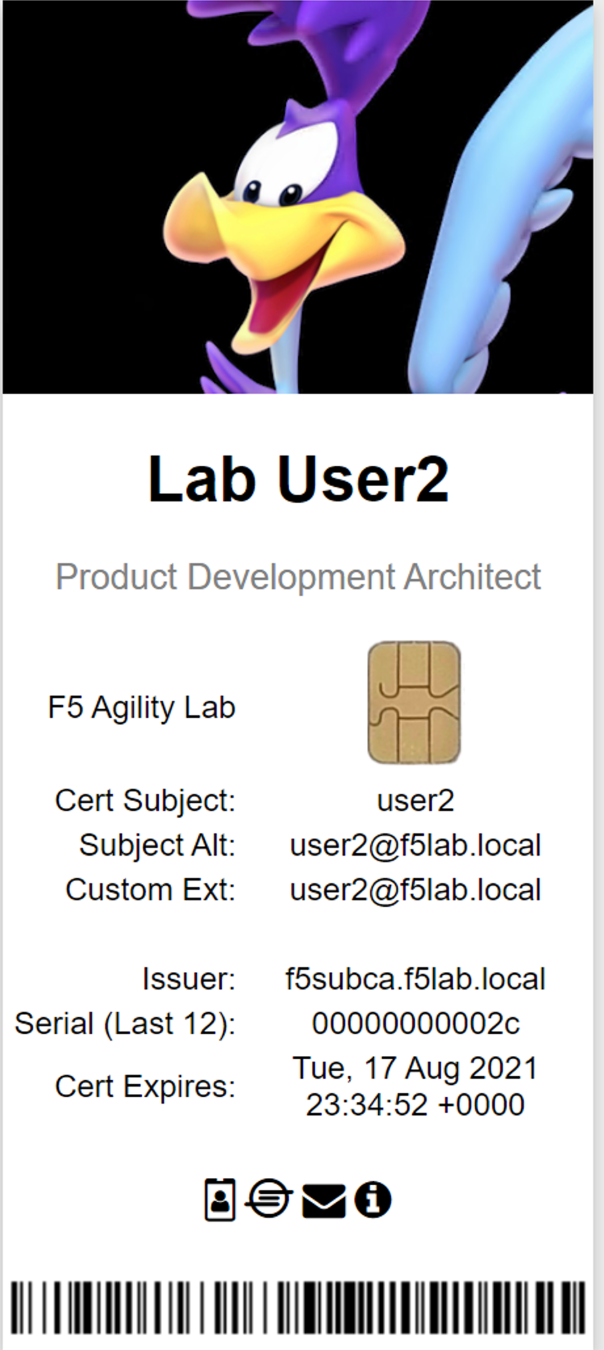 Lab User2
Product Development Architect
F5 Agility Lab
Cert Subject: user2
Subject Alt: user2@f5lab.local
Custom Ext: user2@f5lab.local
Issuer: f5subca.f5lab.local
Serial (Last 12): 00000000002c
Cert Expires: Tue, 17 Aug 2021
23:34:52 +0000